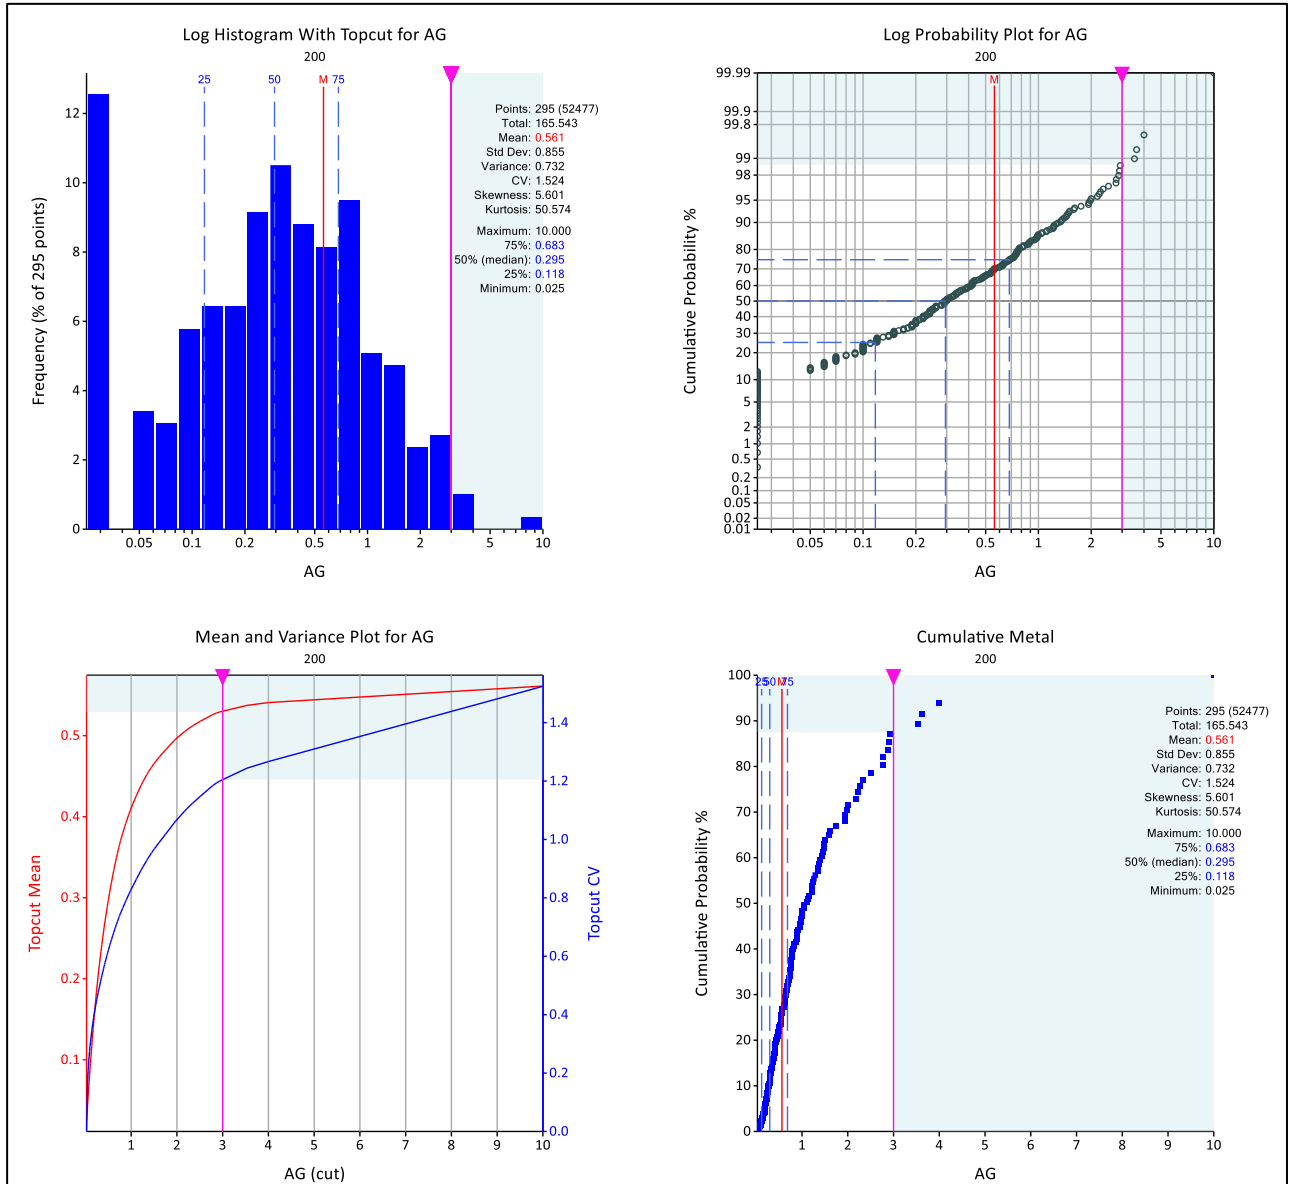 Log Histogram With Topcut for AG
200
25
50
M
75
12
10
8
6
4
2
0
Frequency (% of 295 points)
0.05
0.1
0.2
0.5
1
2
5
10
AG
Points: 295 (52477)
Total: 165.543
Mean: 0.561
Std Dev: 0.855
Variance: 0.732
CV: 1.524
Skewness: 5.601
Kurtosis: 50.574
Maximum: 10.000
75%: 0.683
50% (median): 0.295
25%: 0.118
Minimum: 0.025
Log Probability Plot for AG
200
M
99.99
99.9
99.8
99
98
95
90
80
70
60
50
40
30
20
10
5
2
1
0.5
0.2
0.1
0.05
0.02
0.01
Cumulative Probability %
0.05
0.1
0.2
0.5
1
2
5
10
AG
Mean and Variance Plot for AG
200
0.5
0.4
0.3
0.2
0.1
Topcut Mean
1.4
1.2
1.0
0.8
0.6
0.4
0.2
0.0
Topcut CV
1
2
3
4
5
6
7
8
9
10
AG (cut)
Cumulative Metal
200
25
50
M
75
100
90
80
70
60
50
40
30
20
10
0
Cumulative Probability %
1
2
3
4
5
6
7
8
9
10
AG
Points: 295 (52477)
Total: 165.543
Mean: 0.561
Std Dev: 0.855
Variance: 0.732
CV: 1.524
Skewness: 5.601
Kurtosis: 50.574
Maximum: 10.000
75%: 0.683
50% (median): 0.295
25%: 0.118
Minimum: 0.025